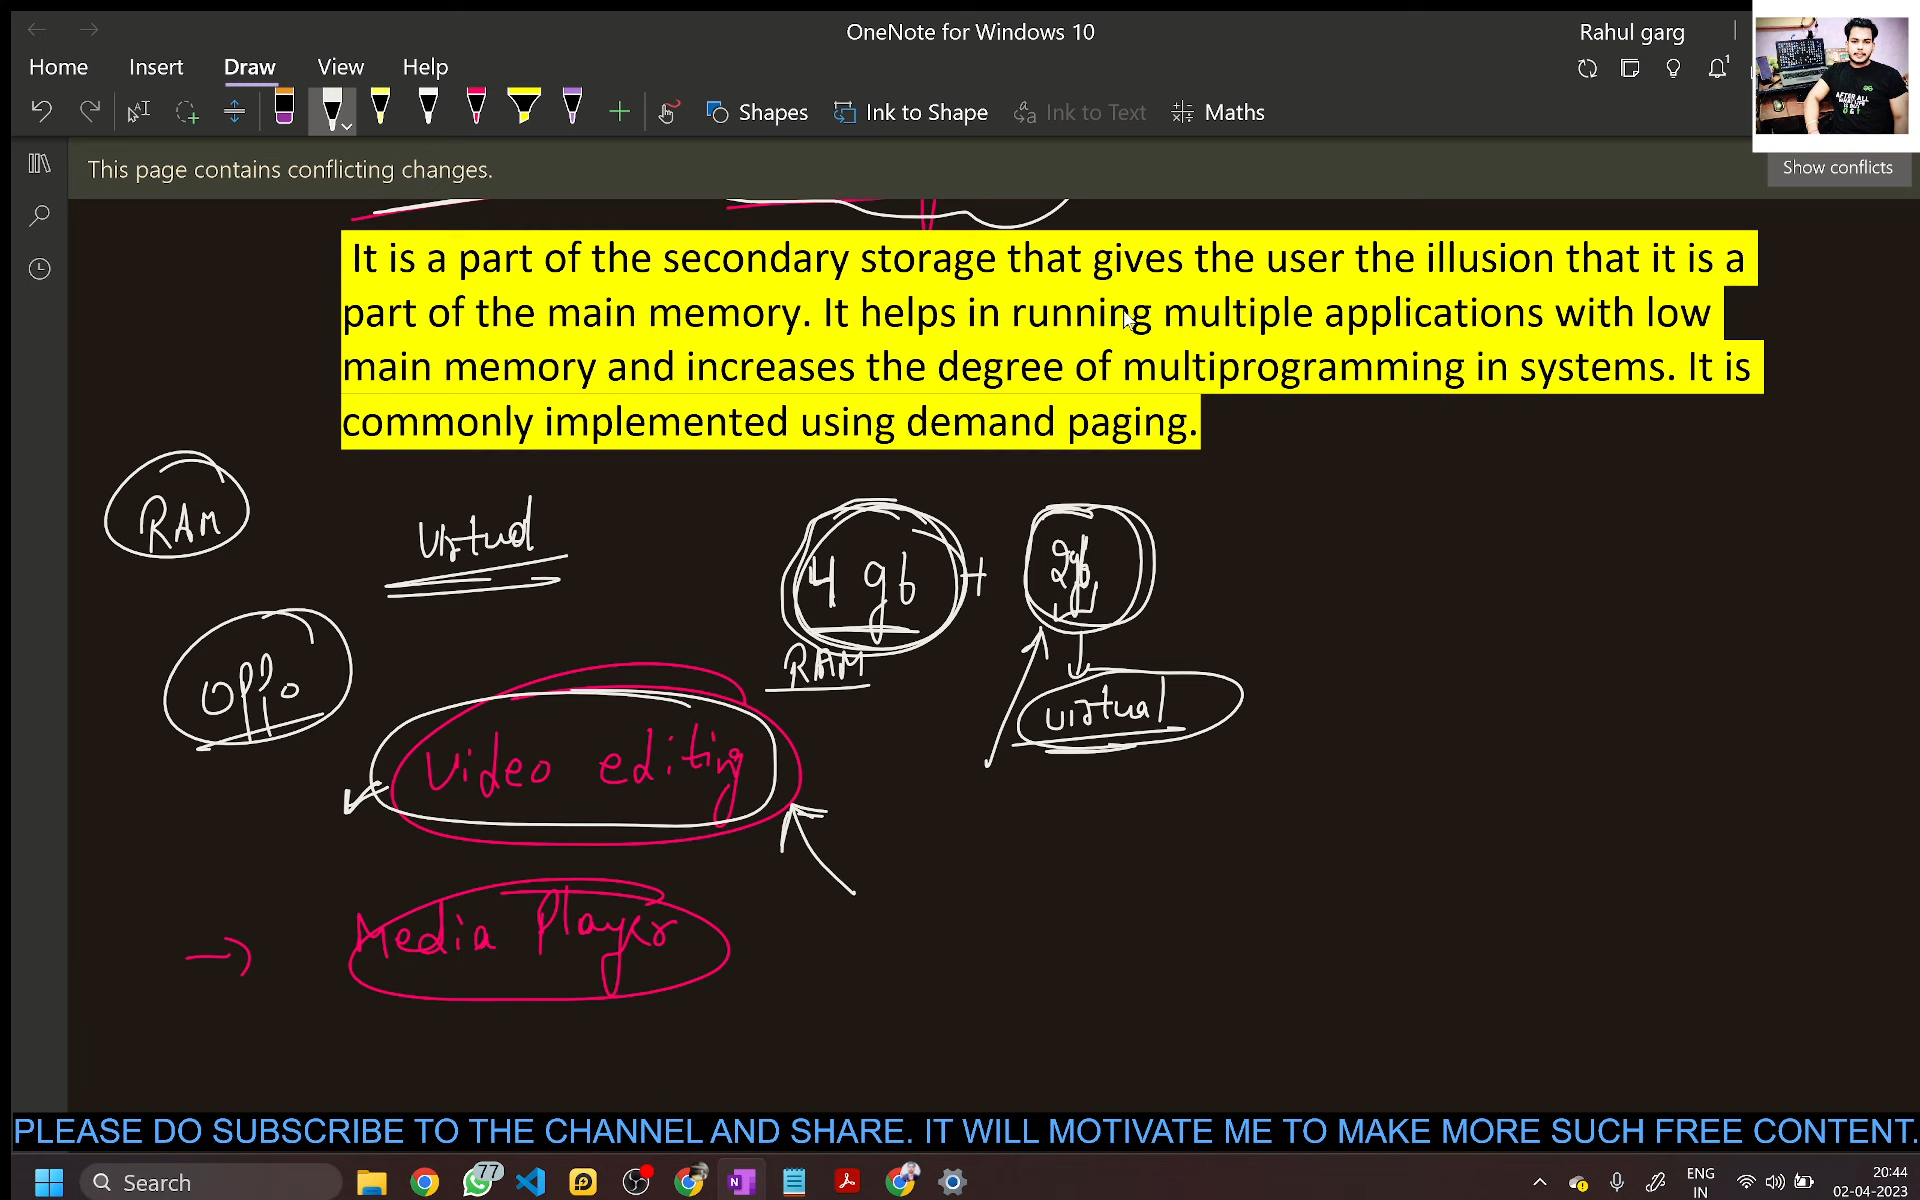 OneNote for Windows 10
Rahul garg
Home Insert Draw View Help
Shapes Ink to Shape Ink to Text Maths
This page contains conflicting changes.
Show conflicts
It is a part of the secondary storage that gives the user the illusion that it is a
part of the main memory. It helps in running multiple applications with low
main memory and increases the degree of multiprogramming in systems. It is
commonly implemented using demand paging.
RAM
Virtual
4 gb + 2gb
RAM
Oppo
virtual
Video editing
Media Player
PLEASE DO SUBSCRIBE TO THE CHANNEL AND SHARE. IT WILL MOTIVATE ME TO MAKE MORE SUCH FREE CONTENT.
Search
77
ENG
IN
20:44
02-04-2023